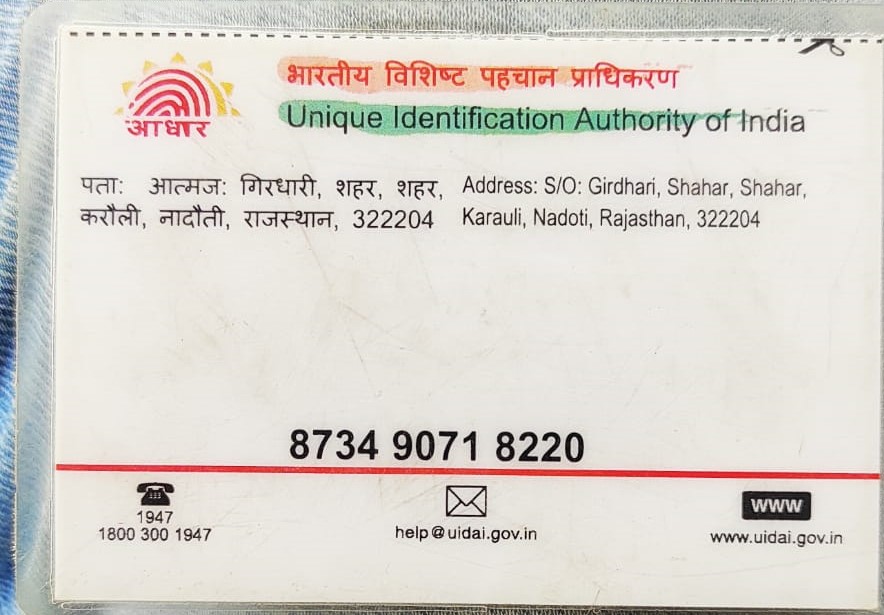 भारतीय विशिष्ट पहचान प्राधिकरण
आधार
Unique Identification Authority of India
पता: आत्मज: गिरधारी, शहर, शहर,
करौली, नादौती, राजस्थान, 322204
Address: S/O: Girdhari, Shahar, Shahar,
Karauli, Nadoti, Rajasthan, 322204
8734 9071 8220
1947
1800 300 1947
help@uidai.gov.in
www
www.uidai.gov.in